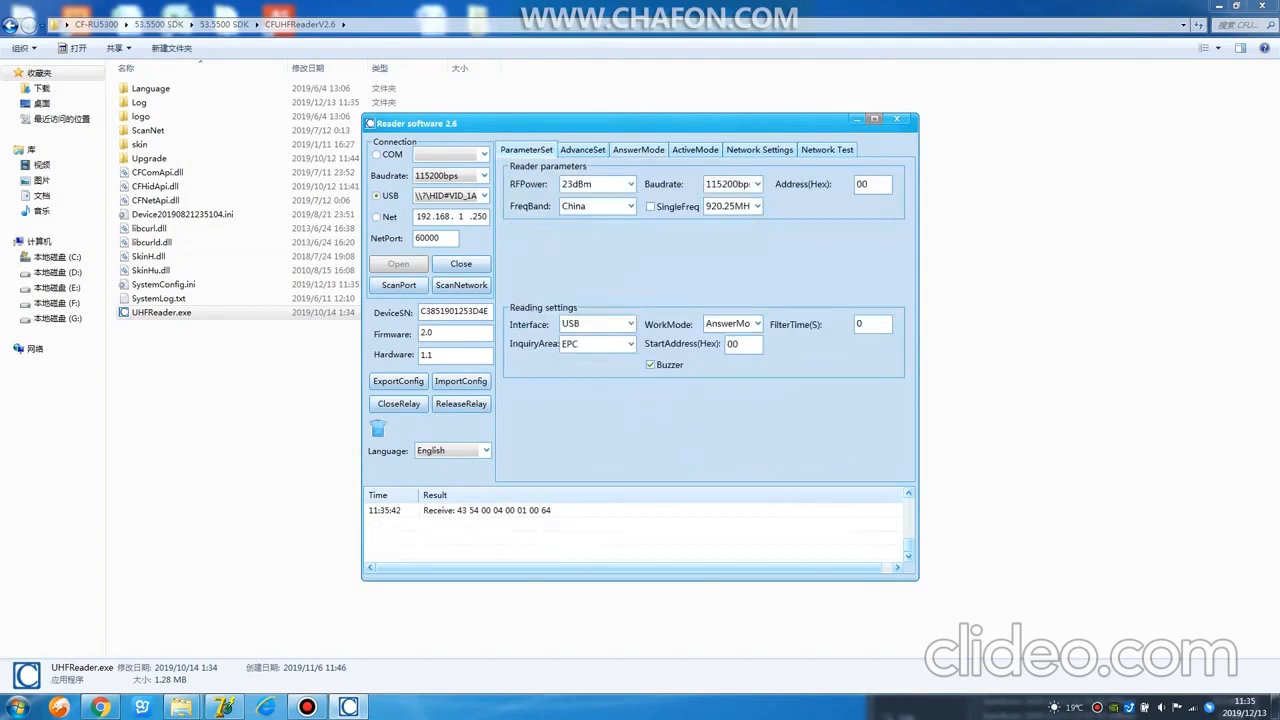 CF-RU5300 ▸ 53.5500 SDK ▸ 53.5500 SDK ▸ CFUHFReaderV2.6 ▸
WWW.CHAFON.COM
搜索 CFU...
组织 打开 共享 新建文件夹
名称 修改日期 类型 大小
收藏夹
下载
桌面
最近访问的位置
库
视频
图片
文档
音乐
计算机
本地磁盘 (C:)
本地磁盘 (D:)
本地磁盘 (E:)
本地磁盘 (F:)
本地磁盘 (G:)
网络
Language 2019/6/4 13:06 文件夹
Log 2019/12/13 11:35 文件夹
logo 2019/6/4 13:06
ScanNet 2019/7/12 0:13
skin 2019/3/1 16:27
Upgrade 2019/10/12 11:44
CFComApi.dll 2019/7/11 23:52
CFHidApi.dll 2019/10/12 11:41
CFNetApi.dll 2019/7/11 23:52
Device20190821235104.ini 2019/8/21 23:51
libcurl.dll 2013/6/24 16:38
libcurld.dll 2013/6/24 16:20
SkinH.dll 2018/7/24 19:08
SkinHu.dll 2010/8/15 16:08
SystemConfig.ini 2019/12/13 11:35
SystemLog.txt 2019/6/11 12:10
UHFReader.exe 2019/10/14 1:34
Reader software 2.6
Connection
COM
Baudrate: 115200bps
USB \\?\HID#VID_1A
Net 192.168. 1 .250
NetPort: 60000
Open Close
ScanPort ScanNetwork
DeviceSN: C3851901253D4E
Firmware: 2.0
Hardware: 1.1
ExportConfig ImportConfig
CloseRelay ReleaseRelay
Language: English
ParameterSet AdvanceSet AnswerMode ActiveMode Network Settings Network Test
Reader parameters
RFPower: 23dBm Baudrate: 115200bp: Address(Hex): 00
FreqBand: China SingleFreq 920.25MH
Reading settings
Interface: USB WorkMode: AnswerMo FilterTime(S): 0
InquiryArea: EPC StartAddress(Hex): 00
Buzzer
Time Result
11:35:42 Receive: 43 54 00 04 00 01 00 64
clideo.com
UHFReader.exe 修改日期: 2019/10/14 1:34 创建日期: 2019/11/6 11:46
应用程序 大小: 1.28 MB
19℃
11:35
2019/12/13